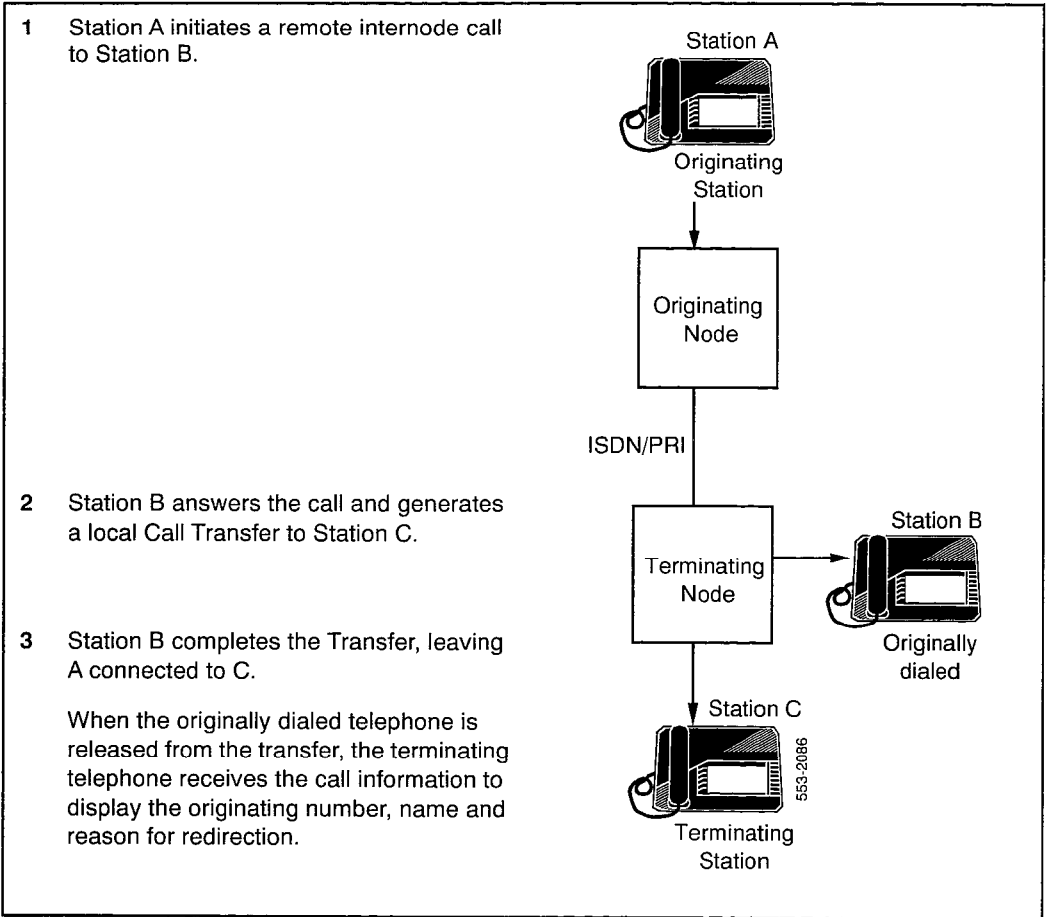 1 Station A initiates a remote internode call
to Station B.
Station A
Originating
Station
Originating
Node
ISDN/PRI
2 Station B answers the call and generates
a local Call Transfer to Station C.
Station B
Terminating
Node
Originally
dialed
3 Station B completes the Transfer, leaving
A connected to C.
When the originally dialed telephone is
released from the transfer, the terminating
telephone receives the call information to
display the originating number, name and
reason for redirection.
Station C
553-2086
Terminating
Station